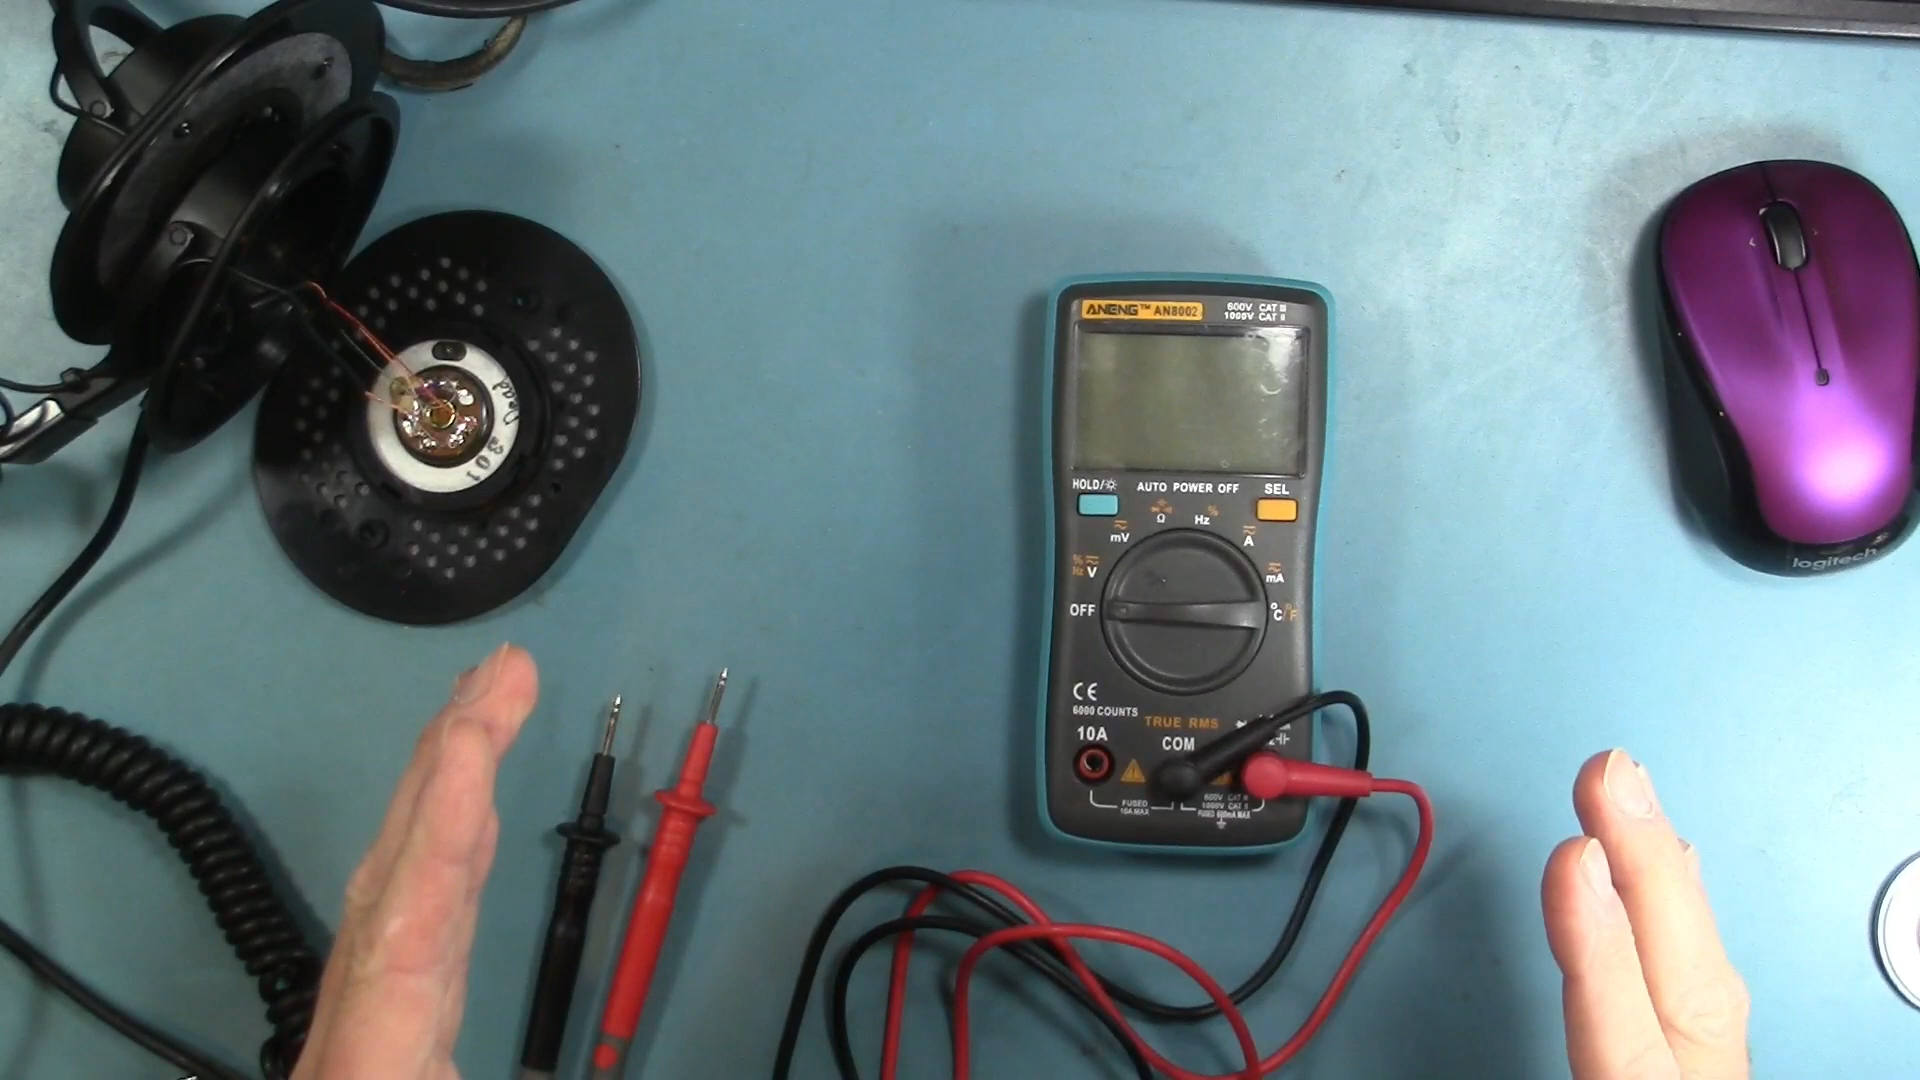 ANENG™ AN8002
600V CAT III
1000V CAT II
HOLD/
AUTO POWER OFF
SEL
Ω
Hz
%
mV
A
% Hz V
mA
OFF
°C/°F
CE
6000 COUNTS
TRUE RMS
10A
COM
FUSED
10A MAX
600V CAT III
1000V CAT II
FUSED 600mA MAX
Dead
301
logitech